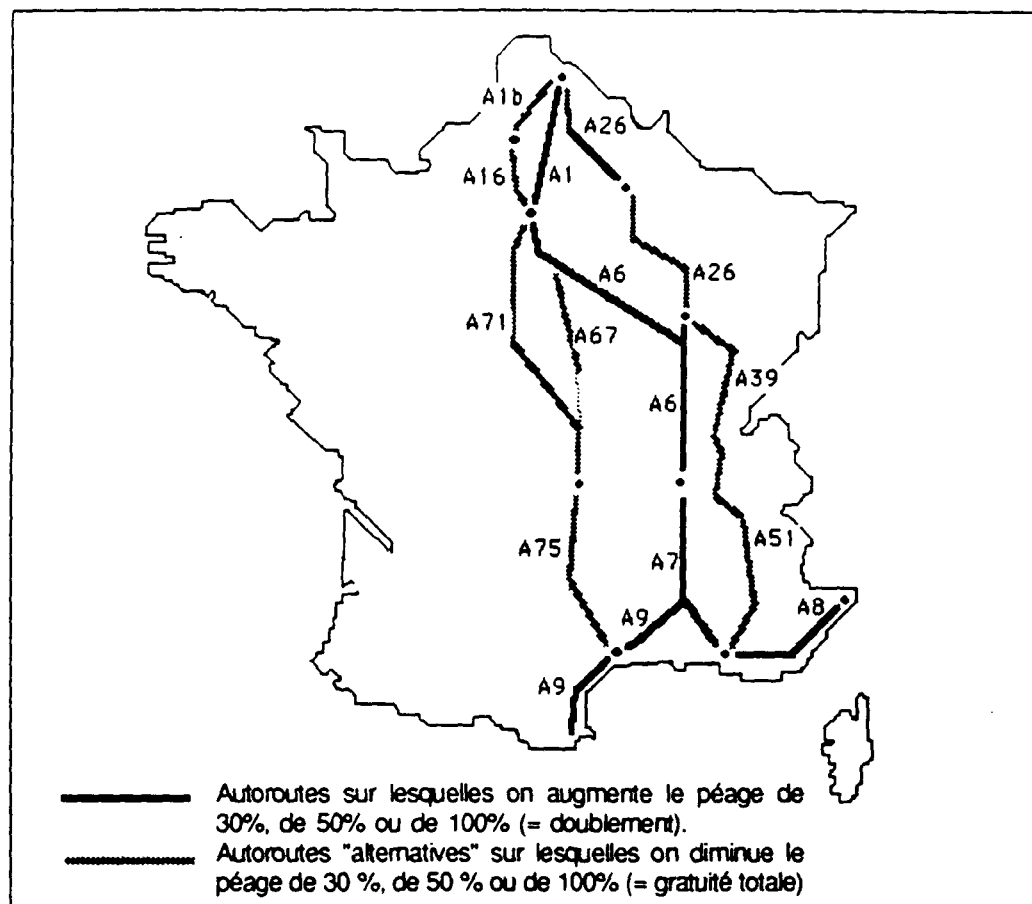 A1b
A26
A16
A1
A6
A26
A71
A67
A39
A6
A75
A7
A51
A9
A8
A9
Autoroutes sur lesquelles on augmente le péage de
30%, de 50% ou de 100% (= doublement).
Autoroutes "alternatives" sur lesquelles on diminue le
péage de 30 %, de 50 % ou de 100% (= gratuité totale)